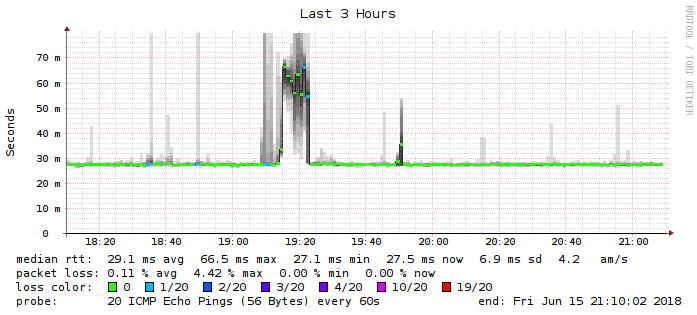 Last 3 Hours
RRDTOOL / TOBI OETIKER
Seconds
70 m
60 m
50 m
40 m
30 m
20 m
10 m
0
18:20 18:40 19:00 19:20 19:40 20:00 20:20 20:40 21:00
median rtt: 29.1 ms avg 66.5 ms max 27.1 ms min 27.5 ms now 6.9 ms sd 4.2 am/s
packet loss: 0.11 % avg 4.42 % max 0.00 % min 0.00 % now
loss color: 0 1/20 2/20 3/20 4/20 10/20 19/20
probe: 20 ICMP Echo Pings (56 Bytes) every 60s end: Fri Jun 15 21:10:02 2018